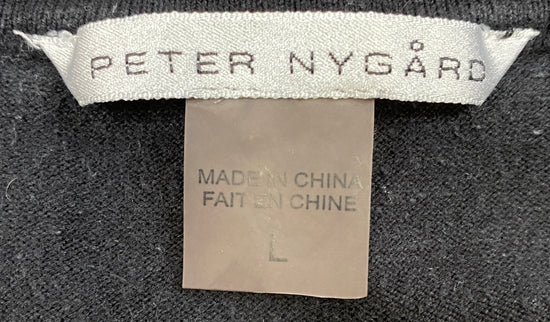 PETER NYGÅRD
MADE IN CHINA
FAIT EN CHINE
L